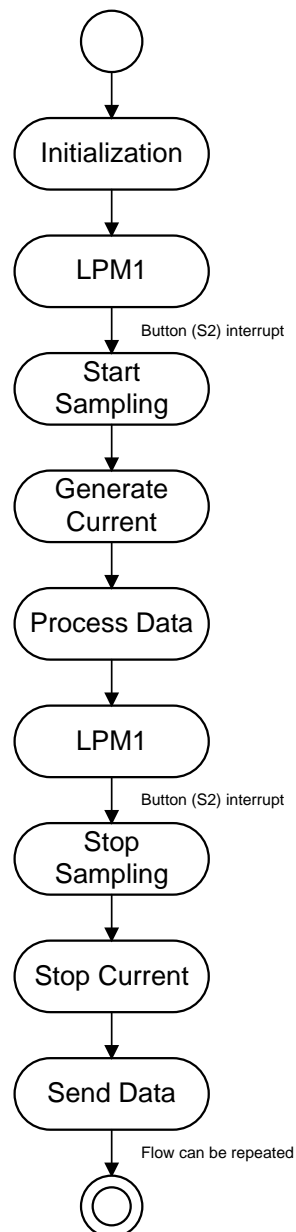 Initialization
LPM1
Button (S2) interrupt
Start
Sampling
Generate
Current
Process Data
LPM1
Button (S2) interrupt
Stop
Sampling
Stop Current
Send Data
Flow can be repeated